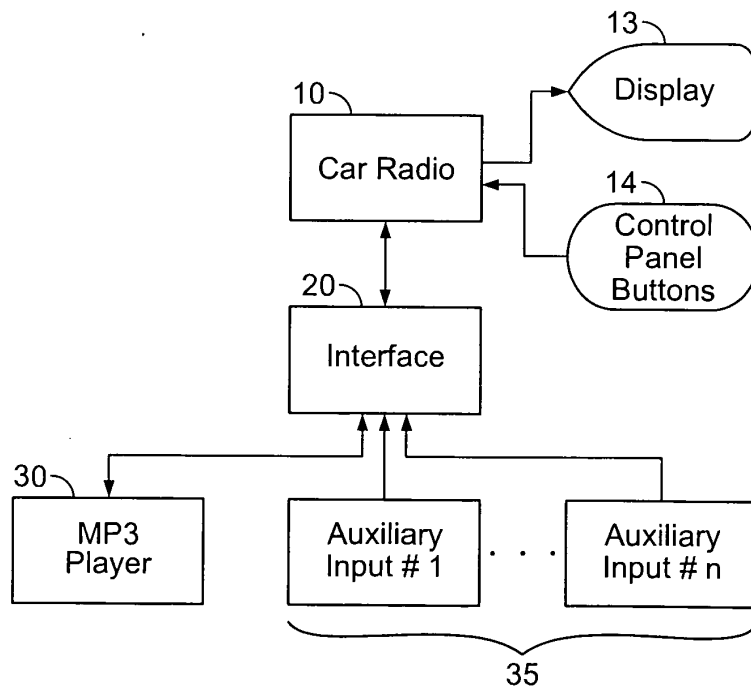 13
Display
10
Car Radio
14
Control
Panel
Buttons
20
Interface
30
MP3
Player
Auxiliary
Input # 1
. . . .
Auxiliary
Input # n
35